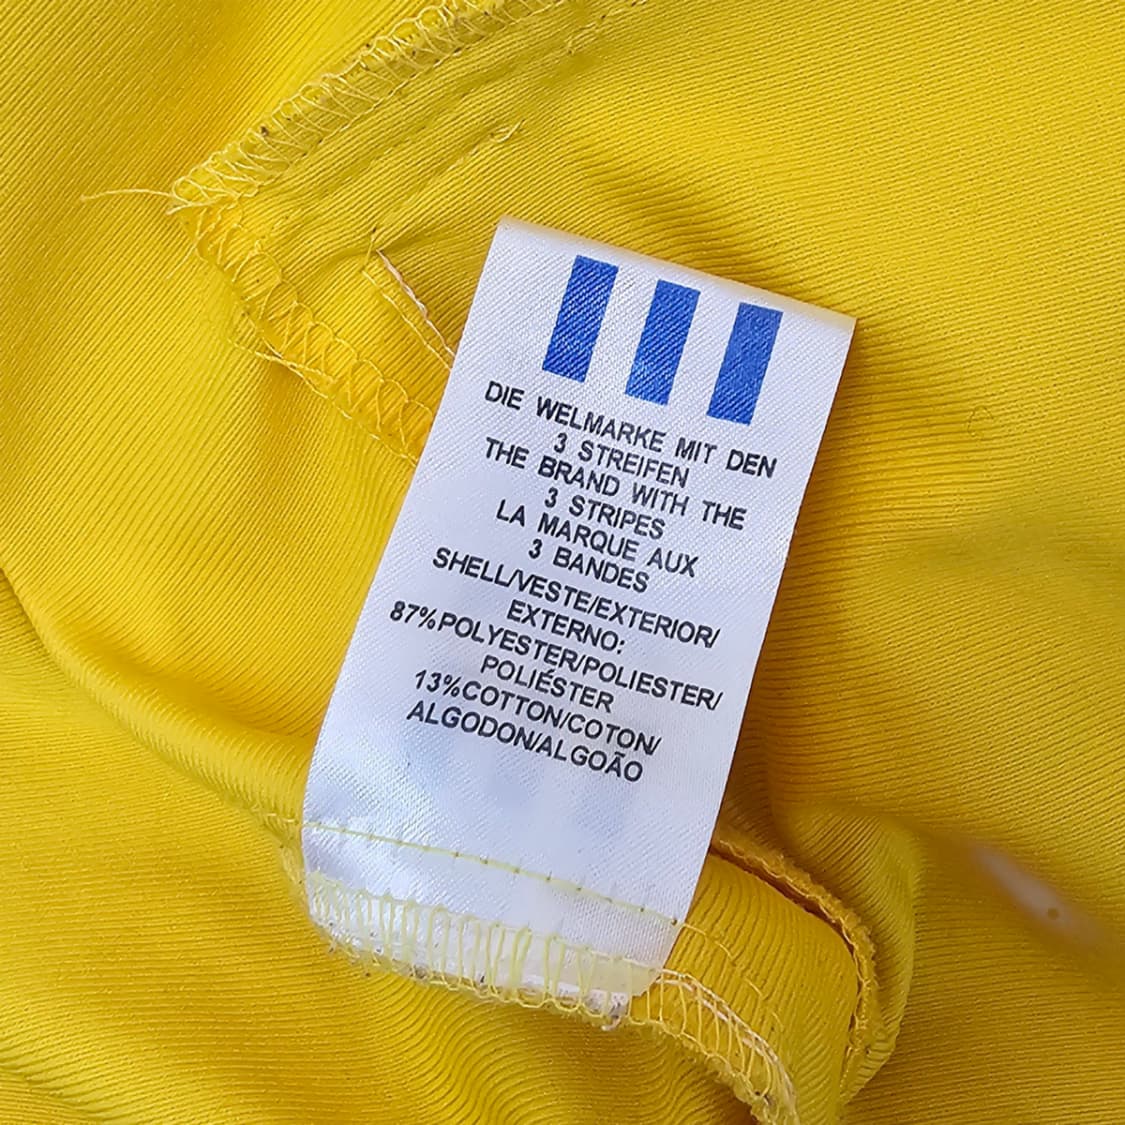 DIE WELMARKE MIT DEN
3 STREIFEN
THE BRAND WITH THE
3 STRIPES
LA MARQUE AUX
3 BANDES
SHELL/VESTE/EXTERIOR/
EXTERNO:
87%POLYESTER/POLIESTER/
POLIÉSTER
13%COTTON/COTON/
ALGODON/ALGOÃO